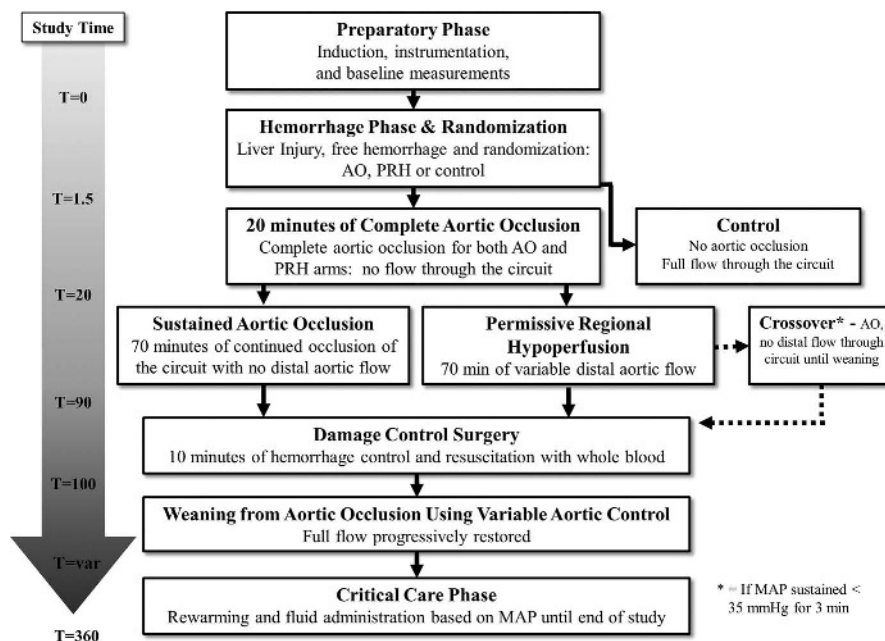 Study Time
Preparatory Phase
Induction, instrumentation,
and baseline measurements
T=0
Hemorrhage Phase & Randomization
Liver Injury, free hemorrhage and randomization:
AO, PRH or control
T=1.5
20 minutes of Complete Aortic Occlusion
Complete aortic occlusion for both AO and
PRH arms: no flow through the circuit
Control
No aortic occlusion
Full flow through the circuit
T=20
Sustained Aortic Occlusion
70 minutes of continued occlusion of
the circuit with no distal aortic flow
Permissive Regional
Hypoperfusion
70 min of variable distal aortic flow
Crossover* - AO,
no distal flow through
circuit until weaning
T=90
Damage Control Surgery
10 minutes of hemorrhage control and resuscitation with whole blood
T=100
Weaning from Aortic Occlusion Using Variable Aortic Control
Full flow progressively restored
T=var
Critical Care Phase
Rewarming and fluid administration based on MAP until end of study
* = If MAP sustained <
35 mmHg for 3 min
T=360